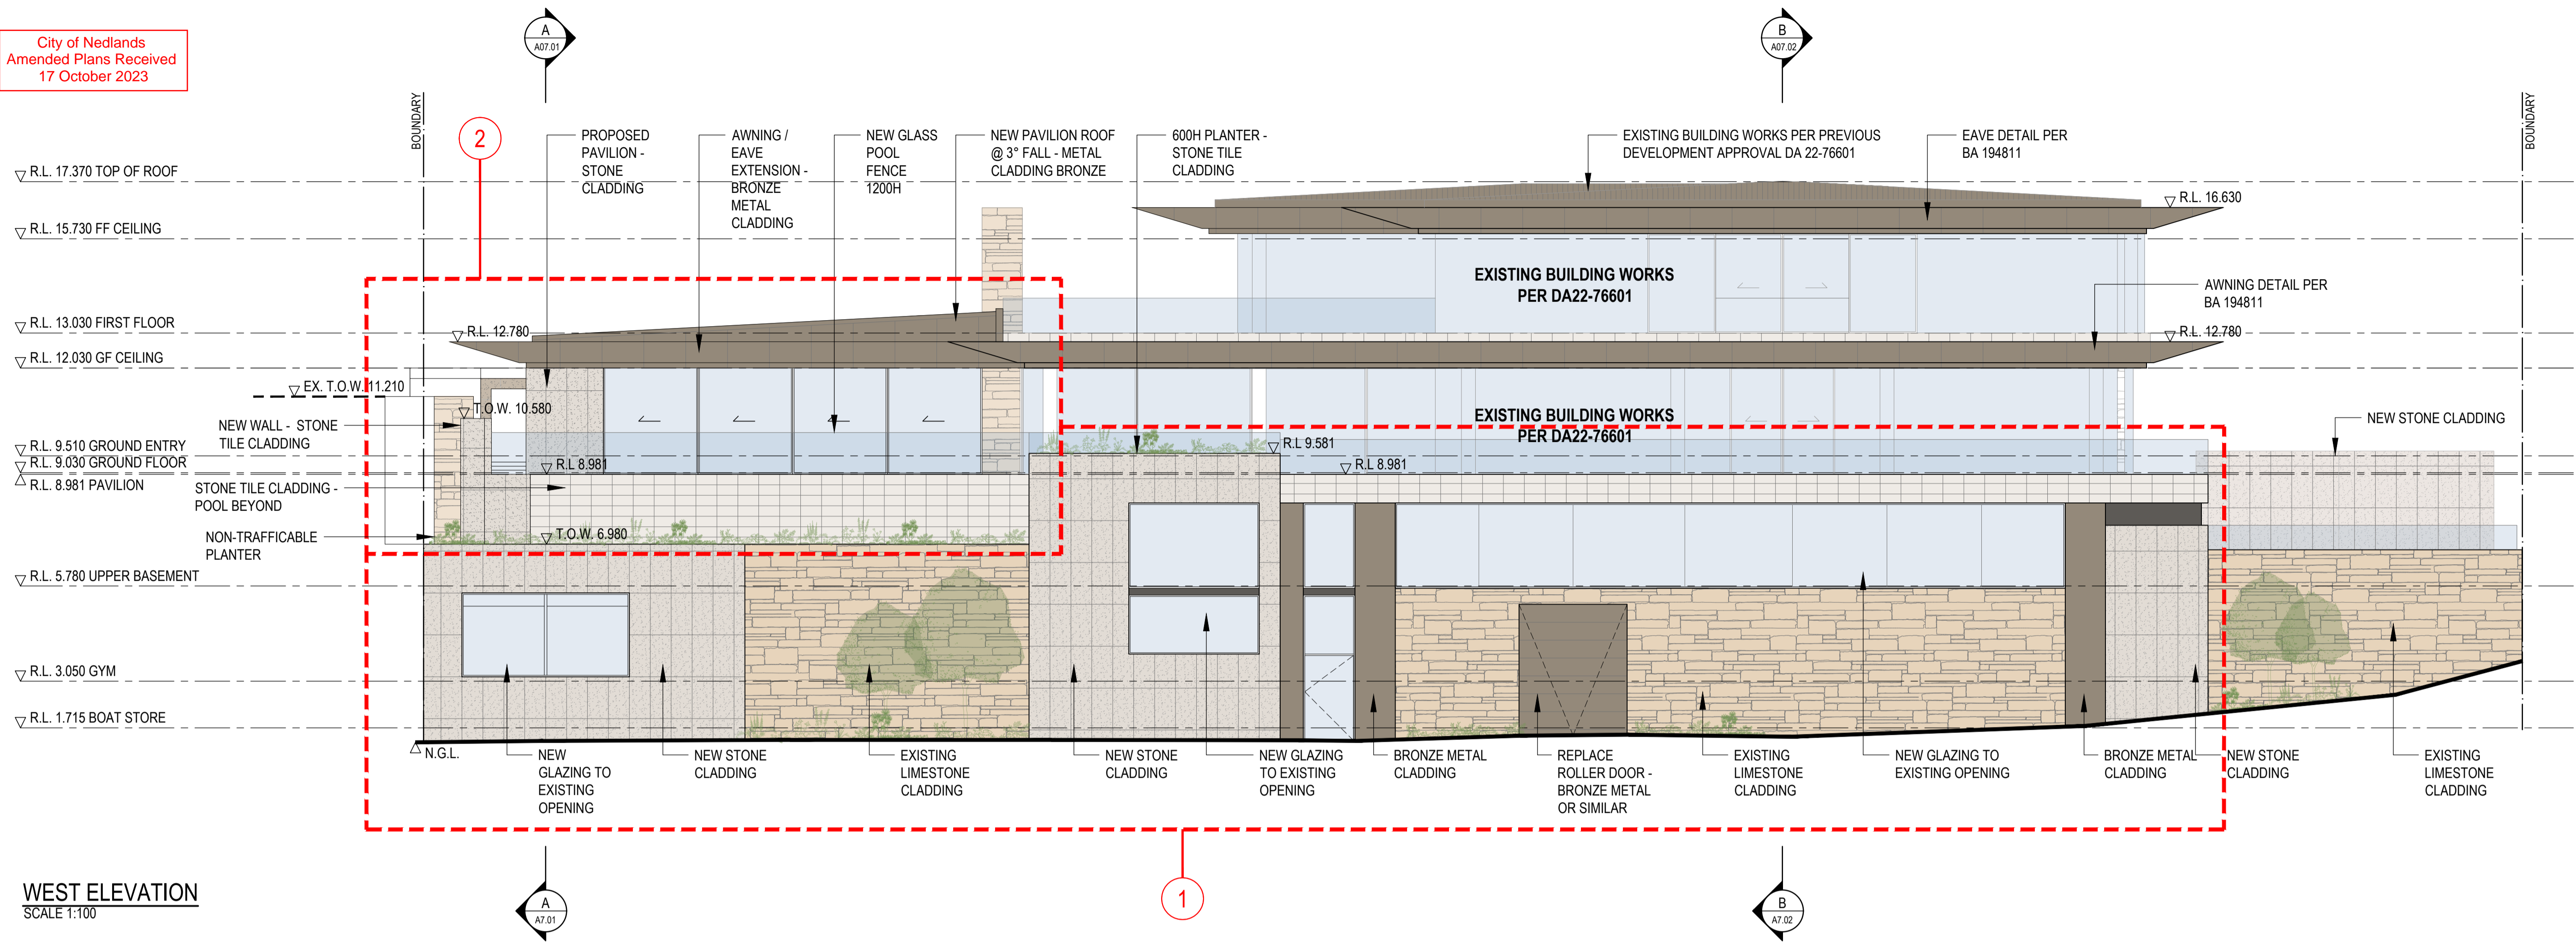 City of Nedlands
Amended Plans Received
17 October 2023
A
A07.01
B
A07.02
BOUNDARY
BOUNDARY
2
PROPOSED
PAVILION -
STONE
CLADDING
AWNING /
EAVE
EXTENSION -
BRONZE
METAL
CLADDING
NEW GLASS
POOL
FENCE
1200H
NEW PAVILION ROOF
@ 3° FALL - METAL
CLADDING BRONZE
600H PLANTER -
STONE TILE
CLADDING
EXISTING BUILDING WORKS PER PREVIOUS
DEVELOPMENT APPROVAL DA 22-76601
EAVE DETAIL PER
BA 194811
R.L. 17.370 TOP OF ROOF
R.L. 16.630
R.L. 15.730 FF CEILING
EXISTING BUILDING WORKS
PER DA22-76601
AWNING DETAIL PER
BA 194811
R.L. 13.030 FIRST FLOOR
R.L. 12.780
R.L. 12.780
R.L. 12.030 GF CEILING
EX. T.O.W. 11.210
T.O.W. 10.580
EXISTING BUILDING WORKS
PER DA22-76601
NEW STONE CLADDING
NEW WALL - STONE
TILE CLADDING
R.L. 9.510 GROUND ENTRY
R.L 9.581
R.L. 9.030 GROUND FLOOR
R.L 8.981
R.L 8.981
R.L. 8.981 PAVILION
STONE TILE CLADDING -
POOL BEYOND
NON-TRAFFICABLE
PLANTER
T.O.W. 6.980
R.L. 5.780 UPPER BASEMENT
R.L. 3.050 GYM
R.L. 1.715 BOAT STORE
N.G.L.
NEW
GLAZING TO
EXISTING
OPENING
NEW STONE
CLADDING
EXISTING
LIMESTONE
CLADDING
NEW STONE
CLADDING
NEW GLAZING
TO EXISTING
OPENING
BRONZE METAL
CLADDING
REPLACE
ROLLER DOOR -
BRONZE METAL
OR SIMILAR
EXISTING
LIMESTONE
CLADDING
NEW GLAZING TO
EXISTING OPENING
BRONZE METAL
CLADDING
NEW STONE
CLADDING
EXISTING
LIMESTONE
CLADDING
1
WEST ELEVATION
SCALE 1:100
A
A7.01
B
A7.02